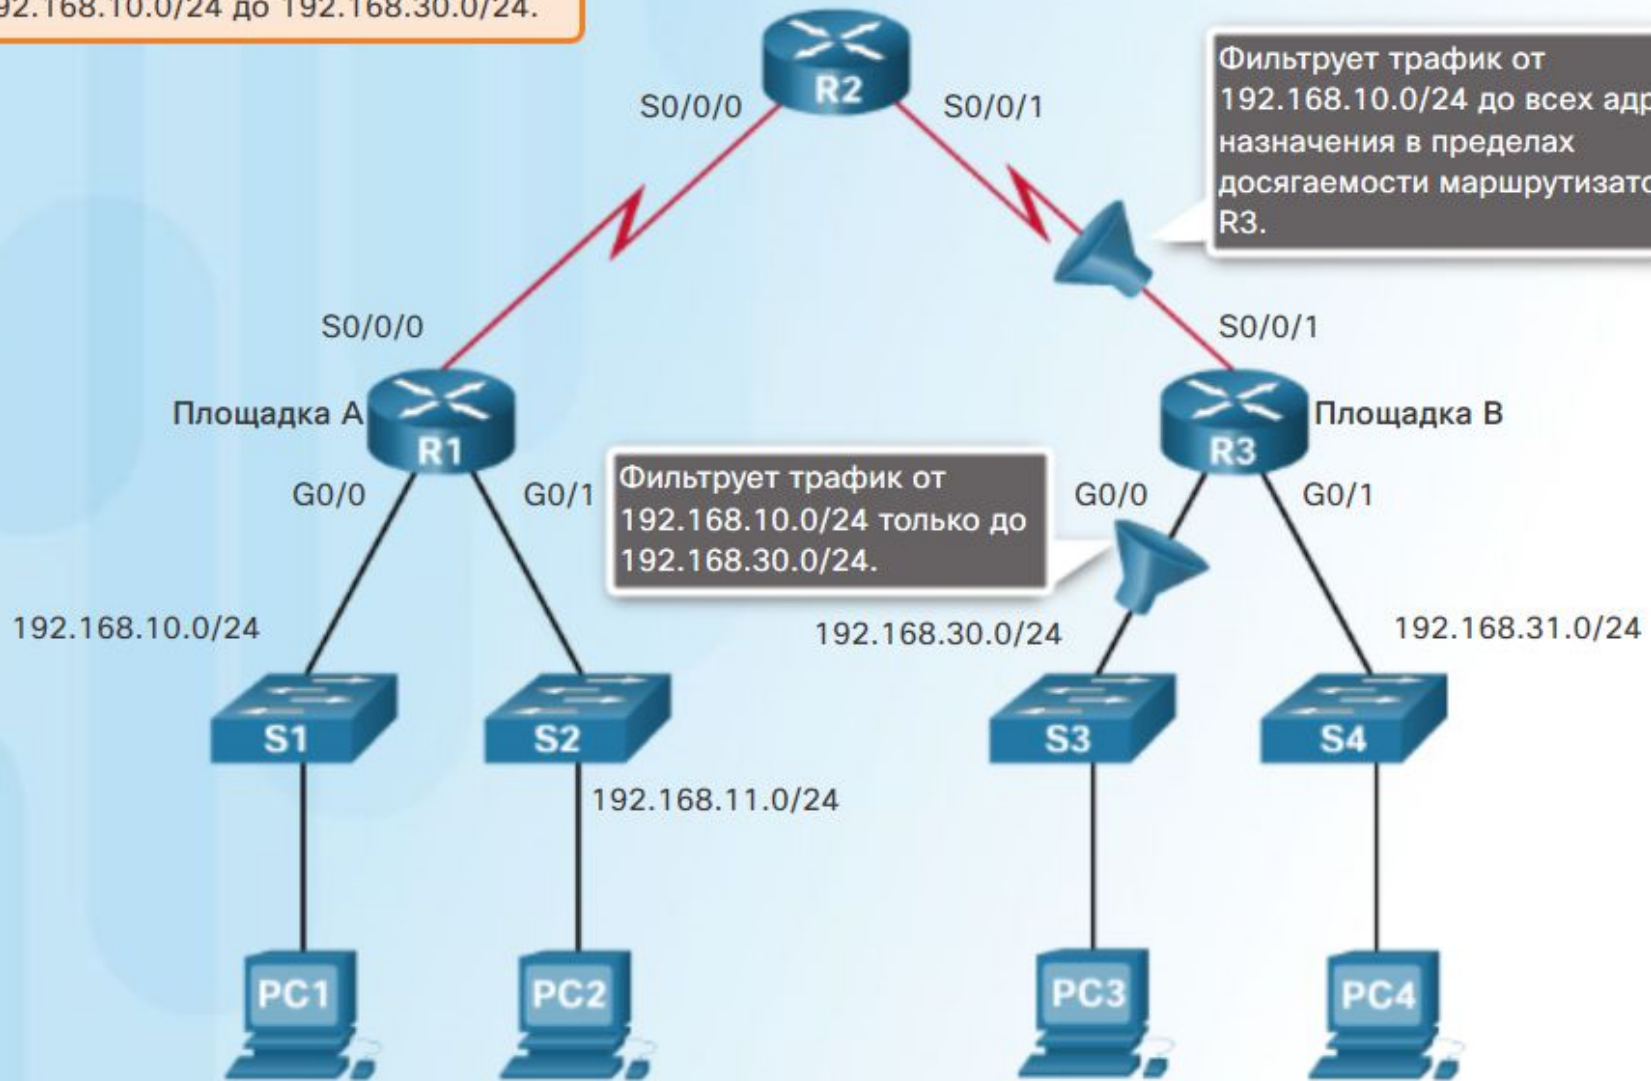 192.168.10.0/24 до 192.168.30.0/24.
R2
S0/0/0
S0/0/1
Фильтрует трафик от
192.168.10.0/24 до всех
назначения в пределах
досягаемости
R3.
S0/0/0
S0/0/1
Площадка A
R1
R3
Площадка B
G0/0
G0/1
Фильтрует трафик от
192.168.10.0/24 только до
192.168.30.0/24.
G0/0
G0/1
192.168.10.0/24
192.168.30.0/24
192.168.31.0/24
S1
S2
S3
S4
192.168.11.0/24
PC1
PC2
PC3
PC4